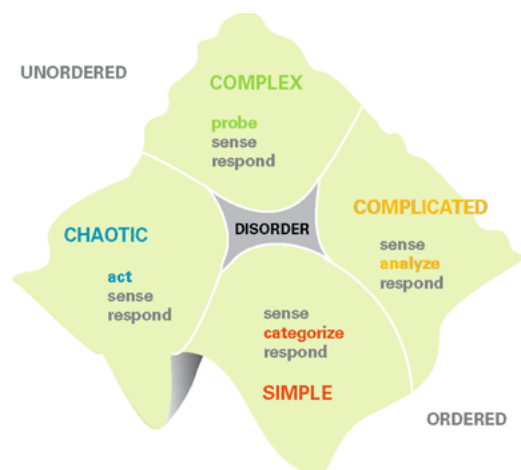 UNORDERED
COMPLEX
probe
sense
respond
COMPLICATED
sense
analyze
respond
DISORDER
CHAOTIC
act
sense
respond
sense
categorize
respond
SIMPLE
ORDERED